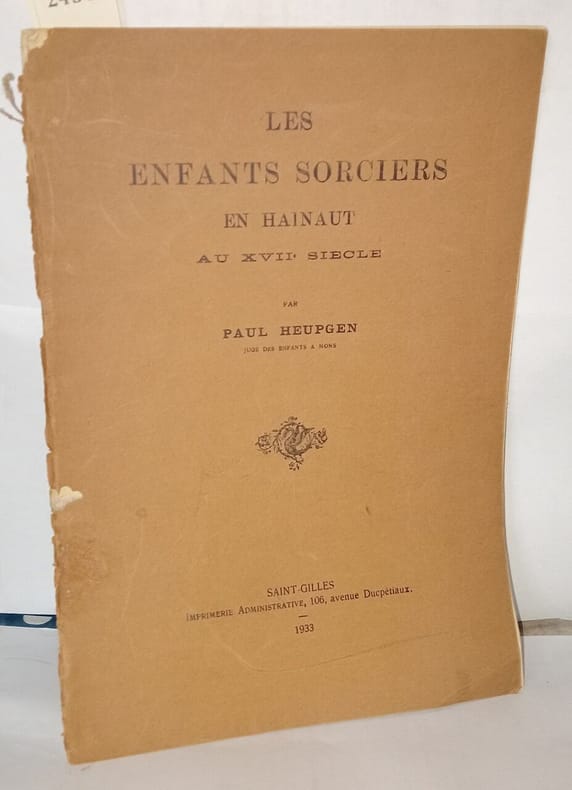 LES
ENFANTS SORCIERS
EN HAINAUT
AU XVIIᵉ SIECLE
PAR
PAUL HEUPGEN
JUGE DES ENFANTS A MONS
SAINT-GILLES
IMPRIMERIE ADMINISTRATIVE, 106, avenue Ducpétiaux.
1933